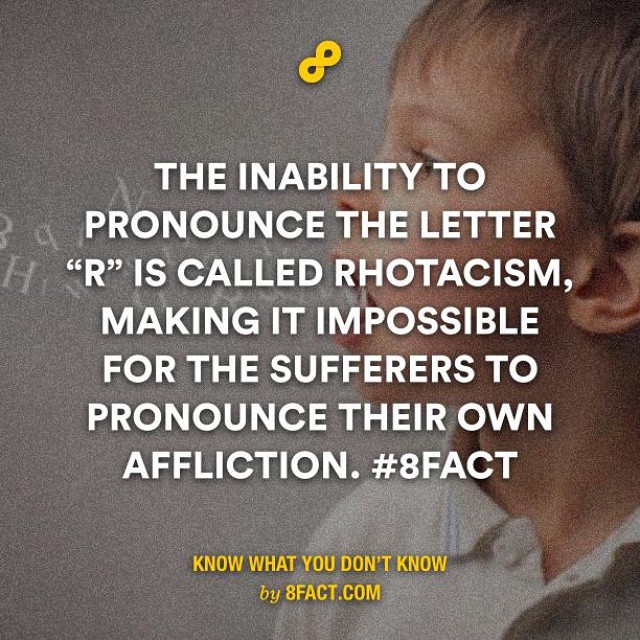 THE INABILITY TO
PRONOUNCE THE LETTER
“R” IS CALLED RHOTACISM,
MAKING IT IMPOSSIBLE
FOR THE SUFFERERS TO
PRONOUNCE THEIR OWN
AFFLICTION. #8FACT
KNOW WHAT YOU DON’T KNOW
by 8FACT.COM